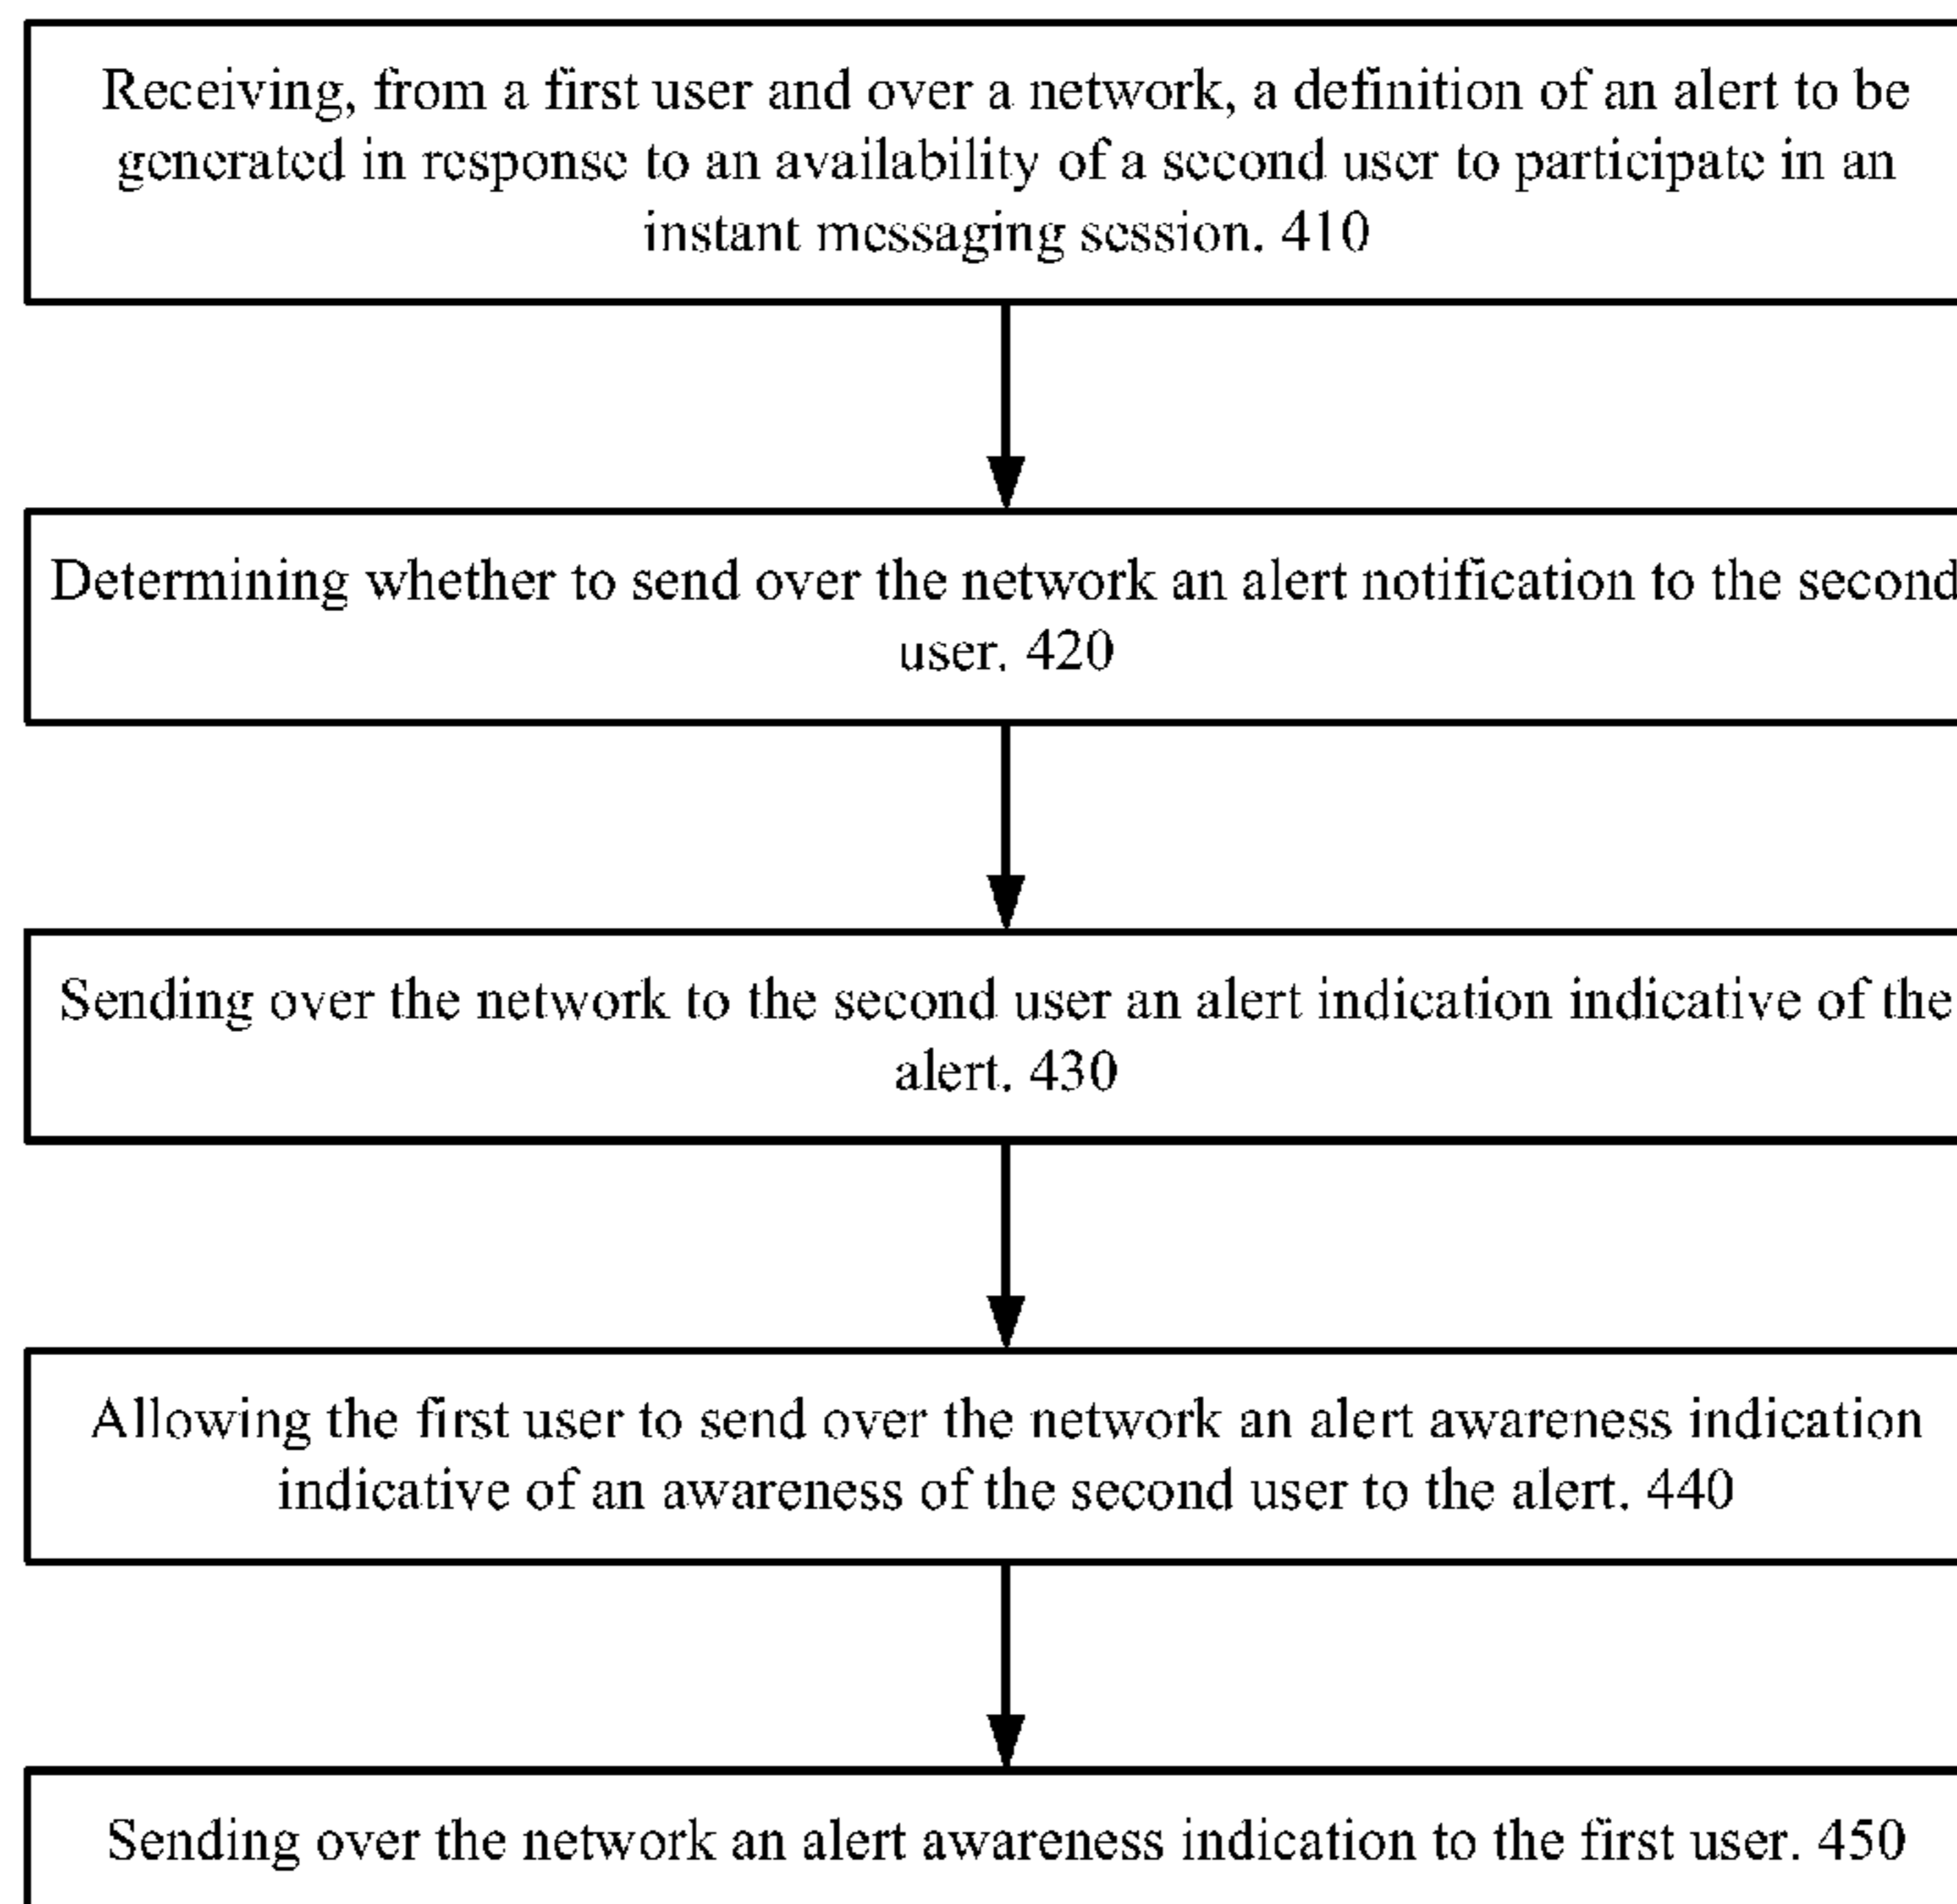 Receiving, from a first user and over a network, a definition of an alert to be
generated in response to an availability of a second user to participate in an
instant messaging session. 410
Determining whether to send over the network an alert notification to the second
user. 420
Sending over the network to the second user an alert indication indicative of the
alert. 430
Allowing the first user to send over the network an alert awareness indication
indicative of an awareness of the second user to the alert. 440
Sending over the network an alert awareness indication to the first user. 450